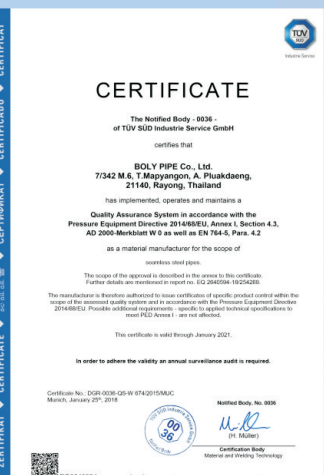 TÜV
SÜD
Industrie Service
CERTIFICATE
The Notified Body - 0036 -
of TÜV SÜD Industrie Service GmbH
certifies that
BOLY PIPE Co., Ltd.
7/342 M.6, T.Mapyangon, A. Pluakdaeng,
21140, Rayong, Thailand
has implemented, operates and maintains a
Quality Assurance System in accordance with the
Pressure Equipment Directive 2014/68/EU, Annex I, Section 4.3,
AD 2000-Merkblatt W 0 as well as EN 764-5, Para. 4.2
as a material manufacturer for the scope of
seamless steel pipes.
The scope of the approval is described in the annex to this certificate.
Further details are mentioned in report no. EQ 2640594-18/254268.
The manufacturer is therefore authorized to issue certificates of specific product control within the
scope of the assessed quality system and in accordance with the Pressure Equipment Directive
2014/68/EU. Possible additional requirements - specific to applied technical specifications to
meet PED Annex I - are not affected.
This certificate is valid through January 2021.
In order to adhere the validity an annual surveillance audit is required.
Certificate No.: DGR-0036-QS-W 674/2015/MUC
Munich, January 25th, 2018
Notified Body, No. 0036
00
36
(H. Müller)
Certification Body
Material and Welding Technology
ZERTIFIKAT ◆ CERTIFICATE ◆
◆ CERTIFICADO ◆ CERTIFICAT